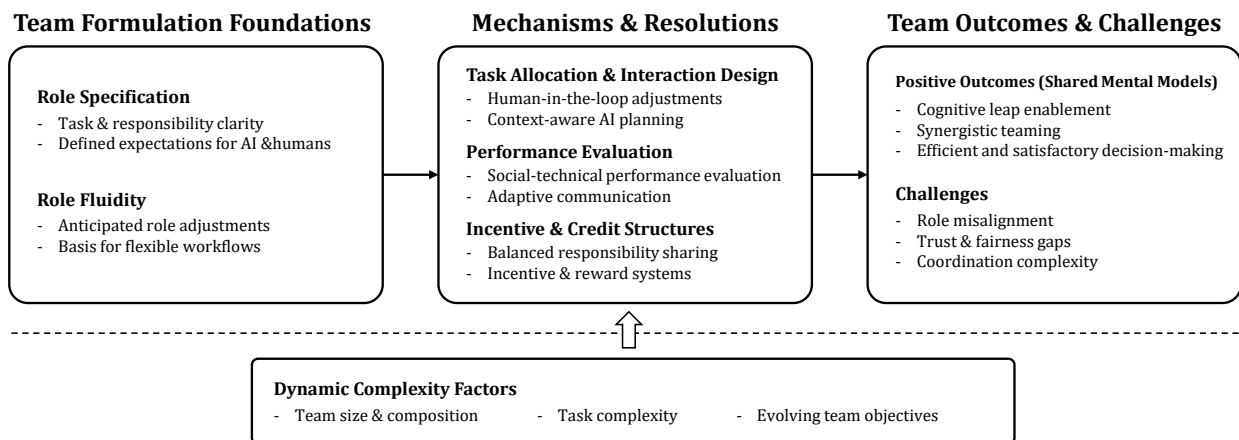 Team Formulation Foundations
Role Specification
- Task & responsibility clarity
- Defined expectations for AI &humans
Role Fluidity
- Anticipated role adjustments
- Basis for flexible workflows
Mechanisms & Resolutions
Task Allocation & Interaction Design
- Human-in-the-loop adjustments
- Context-aware AI planning
Performance Evaluation
- Social-technical performance evaluation
- Adaptive communication
Incentive & Credit Structures
- Balanced responsibility sharing
- Incentive & reward systems
Team Outcomes & Challenges
Positive Outcomes (Shared Mental Models)
- Cognitive leap enablement
- Synergistic teaming
- Efficient and satisfactory decision-making
Challenges
- Role misalignment
- Trust & fairness gaps
- Coordination complexity
Dynamic Complexity Factors
- Team size & composition - Task complexity - Evolving team objectives